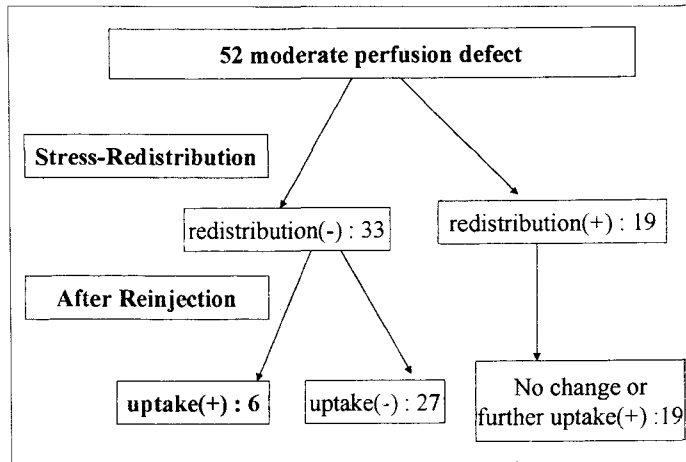 52 moderate perfusion defect
Stress-Redistribution
redistribution(-) : 33
redistribution(+) : 19
After Reinjection
uptake(+) : 6
uptake(-) : 27
No change or
further uptake(+) :19